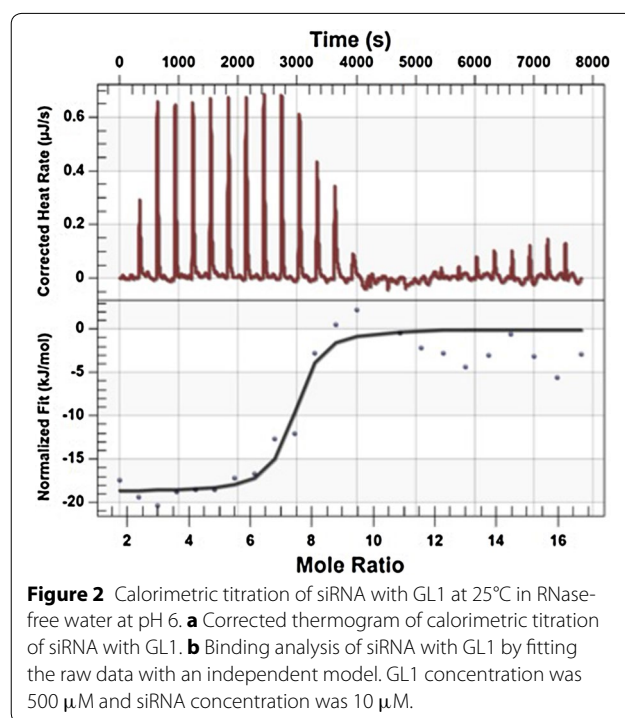 Time (s)
0 1000 2000 3000 4000 5000 6000 7000 8000
Corrected Heat Rate (µJ/s)
0.6
0.4
0.2
0
Normalized Fit (kJ/mol)
0
-5
-10
-15
-20
2 4 6 8 10 12 14 16
Mole Ratio
Figure 2 Calorimetric titration of siRNA with GL1 at 25°C in RNase-
free water at pH 6. a Corrected thermogram of calorimetric titration
of siRNA with GL1. b Binding analysis of siRNA with GL1 by fitting
the raw data with an independent model. GL1 concentration was
500 μM and siRNA concentration was 10 μM.